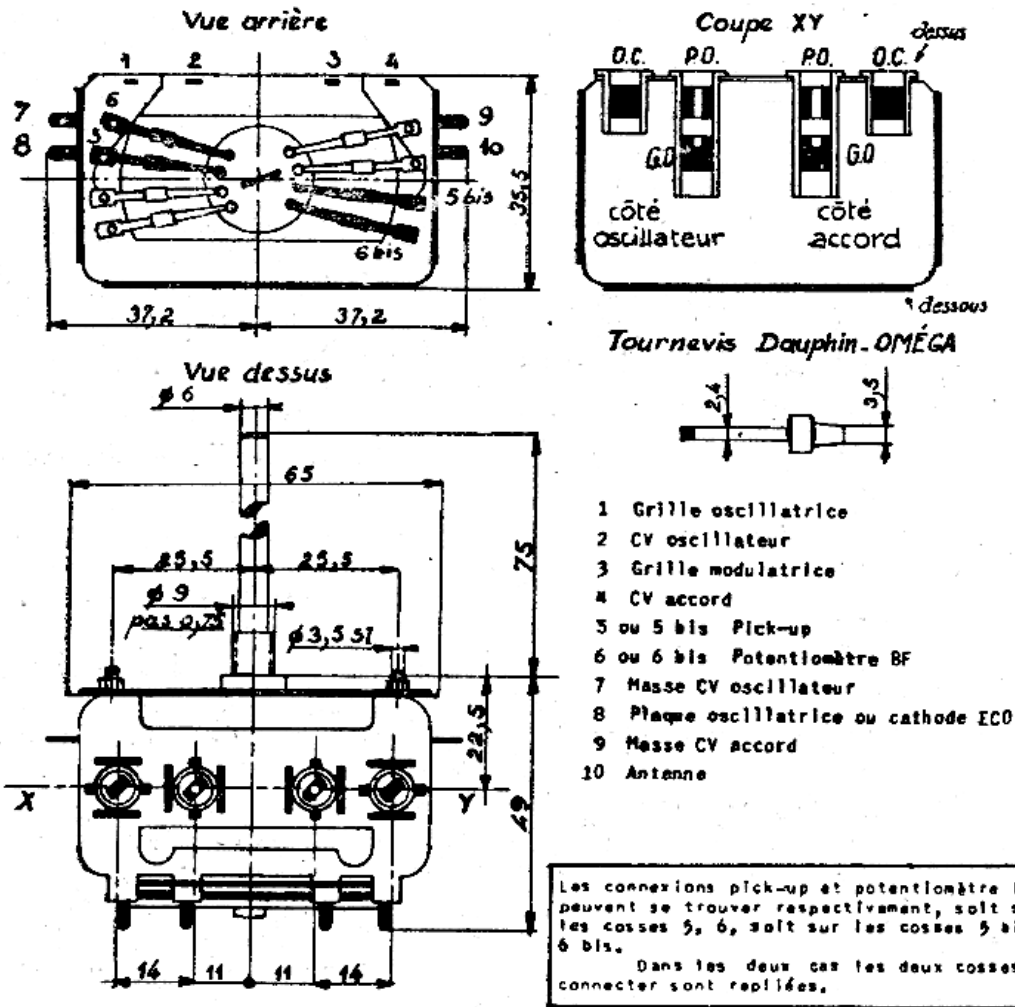 Vue arrière
1 2 3 4
6
7
8
5
9
10
5 bis
6 bis
35,5
37,2 37,2
Coupe XY
dessus
O.C. P.O. P.O. O.C.
G.O G.O
côté oscillateur
côté accord
dessous
Tournevis Dauphin-OMÉGA
2,4
3,5
Vue dessus
ø 6
65
75
25,5 25,5
ø 9
pas 0,75
ø 3,5 SI
22,5
49
X Y
14 11 11 14
1 Grille oscillatrice
2 CV oscillateur
3 Grille modulatrice
4 CV accord
5 ou 5 bis Pick-up
6 ou 6 bis Potentiomètre BF
7 Masse CV oscillateur
8 Plaque oscillatrice ou cathode ECO
9 Masse CV accord
10 Antenne
Les connexions pick-up et potentiomètre
peuvent se trouver respectivement, soit
les cosses 5, 6, soit sur les cosses 5
6 bis.
Dans les deux cas les deux cosses
connecter sont repliées.